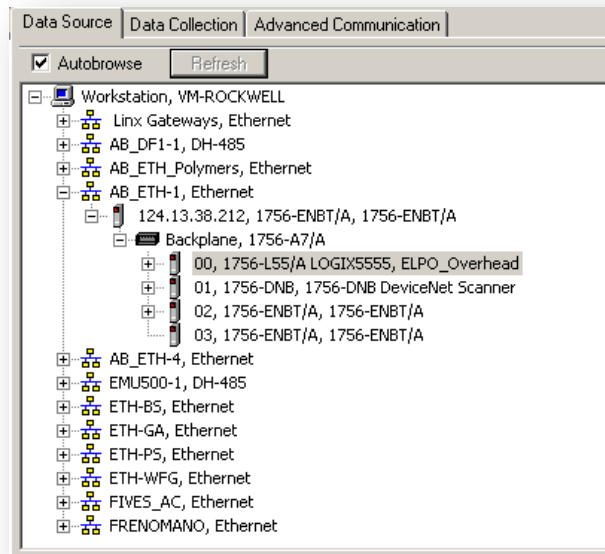 Data Source Data Collection Advanced Communication
Autobrowse Refresh
Workstation, VM-ROCKWELL
Linx Gateways, Ethernet
AB_DF1-1, DH-485
AB_ETH_Polymers, Ethernet
AB_ETH-1, Ethernet
124.13.38.212, 1756-ENBT/A, 1756-ENBT/A
Backplane, 1756-A7/A
00, 1756-L55/A LOGIX5555, ELPO_Overhead
01, 1756-DNB, 1756-DNB DeviceNet Scanner
02, 1756-ENBT/A, 1756-ENBT/A
03, 1756-ENBT/A, 1756-ENBT/A
AB_ETH-4, Ethernet
EMU500-1, DH-485
ETH-BS, Ethernet
ETH-GA, Ethernet
ETH-PS, Ethernet
ETH-WFG, Ethernet
FIVES_AC, Ethernet
FRENOMANO, Ethernet